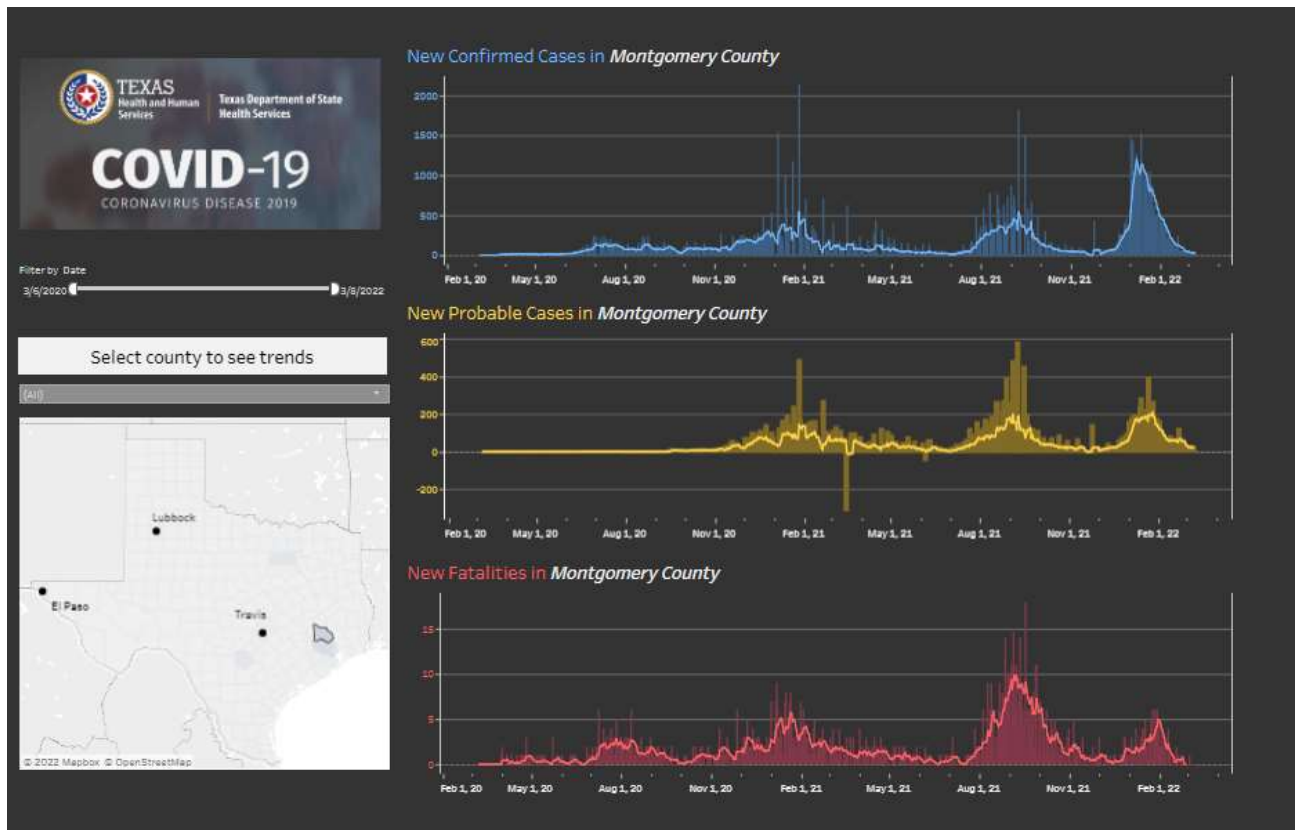 TEXAS
Health and Human
Services
Texas Department of State
Health Services
COVID-19
CORONAVIRUS DISEASE 2019
Filter by Date
3/6/2020
3/8/2022
Select county to see trends
(All)
Lubbock
El Paso
Travis
© 2022 Mapbox © OpenStreetMap
New Confirmed Cases in Montgomery County
2000
1500
1000
500
0
Feb 1, 20 May 1, 20 Aug 1, 20 Nov 1, 20 Feb 1, 21 May 1, 21 Aug 1, 21 Nov 1, 21 Feb 1, 22
New Probable Cases in Montgomery County
600
400
200
0
-200
Feb 1, 20 May 1, 20 Aug 1, 20 Nov 1, 20 Feb 1, 21 May 1, 21 Aug 1, 21 Nov 1, 21 Feb 1, 22
New Fatalities in Montgomery County
15
10
5
0
Feb 1, 20 May 1, 20 Aug 1, 20 Nov 1, 20 Feb 1, 21 May 1, 21 Aug 1, 21 Nov 1, 21 Feb 1, 22